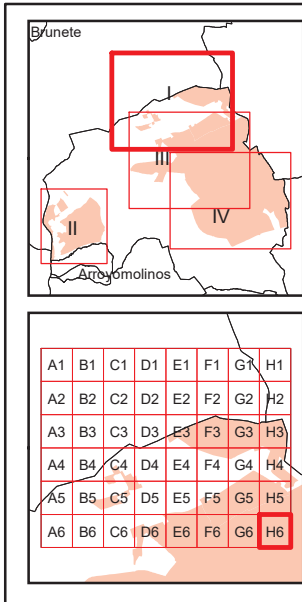 Brunete
I
III
II
IV
Arroyomolinos
A1 B1 C1 D1 E1 F1 G1 H1
A2 B2 C2 D2 E2 F2 G2 H2
A3 B3 C3 D3 E3 F3 G3 H3
A4 B4 C4 D4 E4 F4 G4 H4
A5 B5 C5 D5 E5 F5 G5 H5
A6 B6 C6 D6 E6 F6 G6 H6